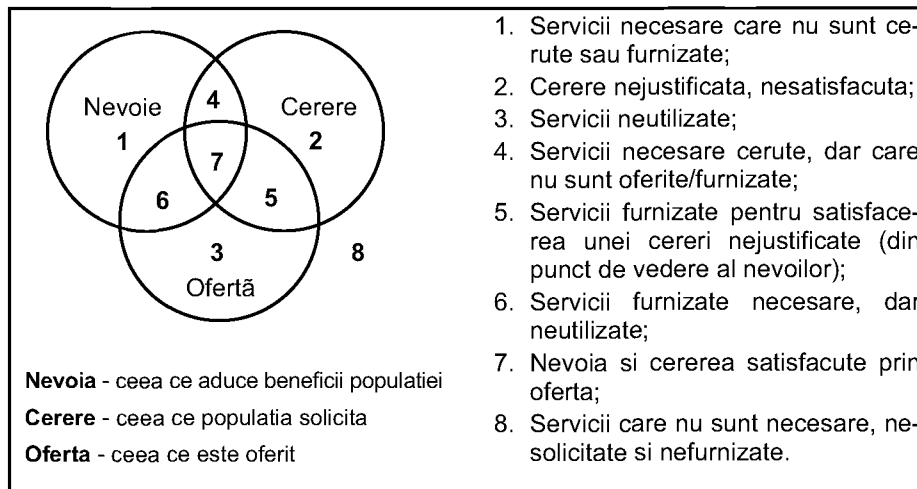 Nevoie
1
4
Cerere
2
7
6
5
3
8
Ofertã
Nevoia - ceea ce aduce beneficii populatiei
Cerere - ceea ce populatia solicita
Oferta - ceea ce este oferit
1. Servicii necesare care nu sunt ce-
rute sau furnizate;
2. Cerere nejustificata, nesatisfacuta;
3. Servicii neutilizate;
4. Servicii necesare cerute, dar care
nu sunt oferite/furnizate;
5. Servicii furnizate pentru satisface-
rea unei cereri nejustificate (din
punct de vedere al nevoilor);
6. Servicii furnizate necesare, dar
neutilizate;
7. Nevoia si cererea satisfacute prin
oferta;
8. Servicii care nu sunt necesare, ne-
solicitate si nefurnizate.